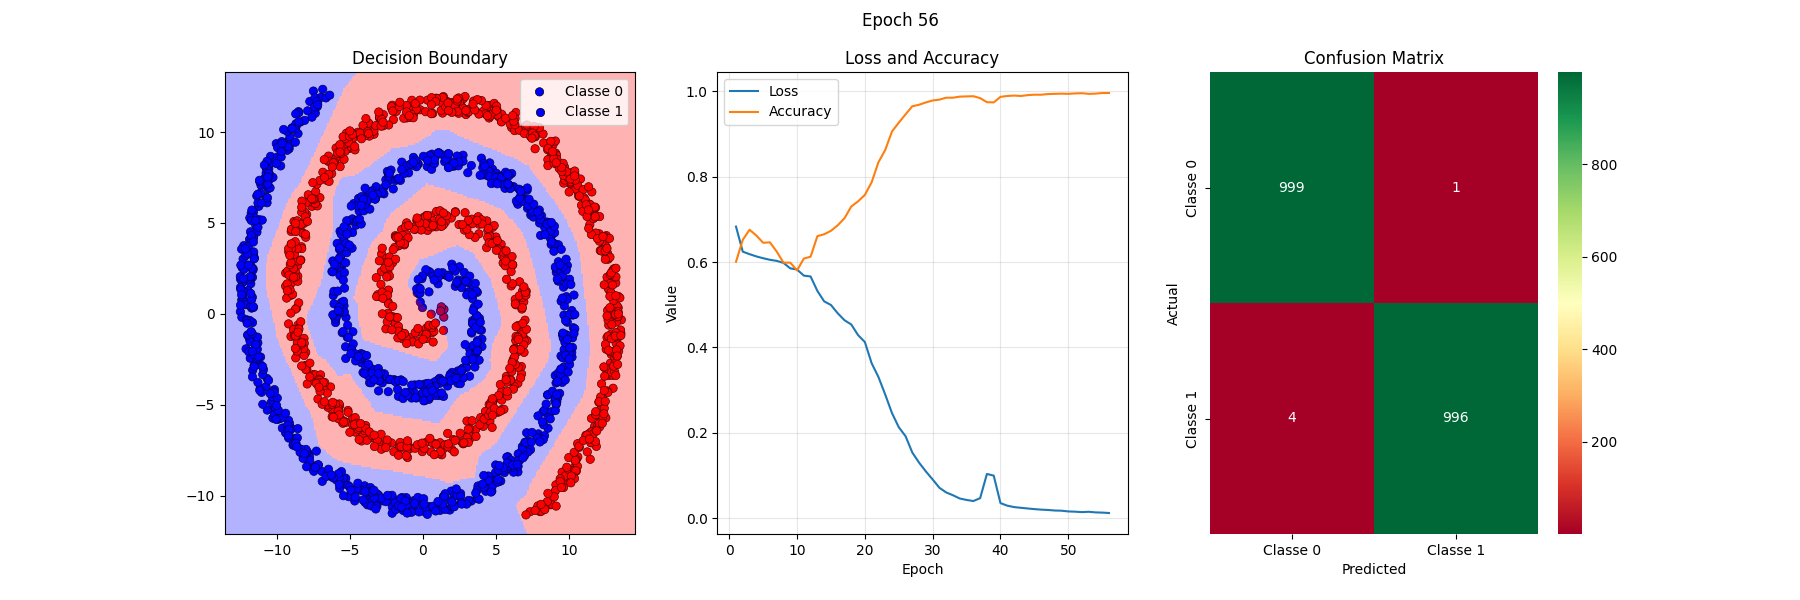 Epoch 56
Decision Boundary
Classe 0
Classe 1
10
5
0
−5
−10
−10
−5
0
5
10
Loss and Accuracy
Loss
Accuracy
Value
1.0
0.8
0.6
0.4
0.2
0.0
0
10
20
30
40
50
Epoch
Confusion Matrix
Actual
Classe 0
Classe 1
999
1
4
996
Classe 0
Classe 1
Predicted
800
600
400
200